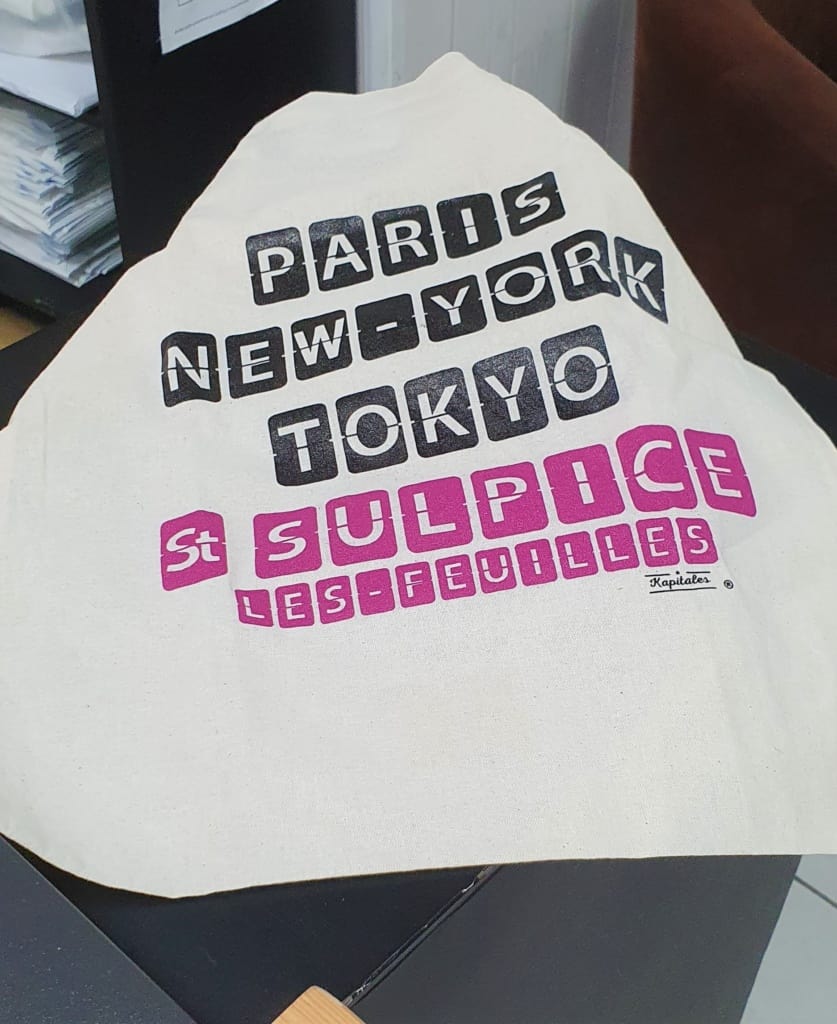 PARIS
NEW-YORK
TOKYO
St SULPICE
LES-FEUILLES
Kapitales ®